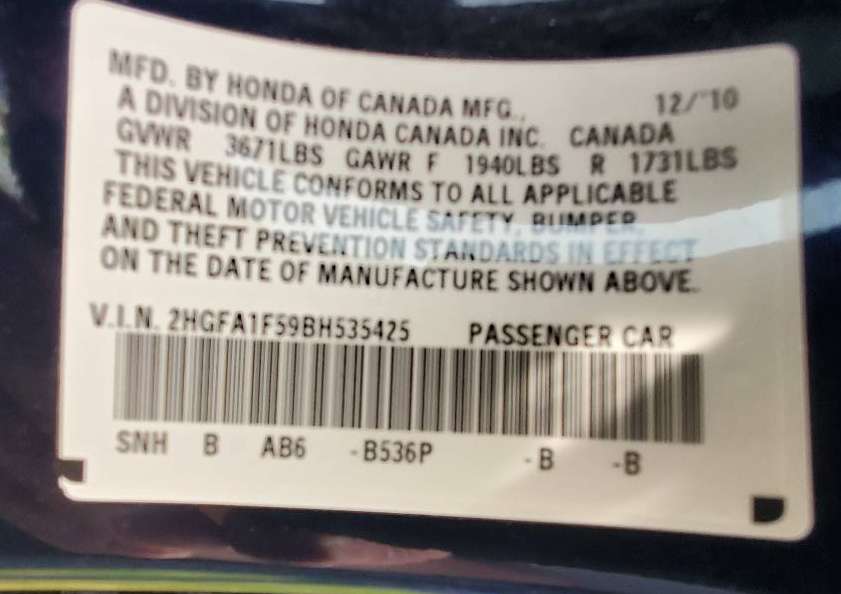 MFD. BY HONDA OF CANADA MFG., 12/'10
A DIVISION OF HONDA CANADA INC. CANADA
GVWR 3671LBS GAWR F 1940LBS R 1731LBS
THIS VEHICLE CONFORMS TO ALL APPLICABLE
FEDERAL MOTOR VEHICLE SAFETY, BUMPER,
AND THEFT PREVENTION STANDARDS IN EFFECT
ON THE DATE OF MANUFACTURE SHOWN ABOVE.
V.I.N. 2HGFA1F59BH535425 PASSENGER CAR
SNH B AB6 -B536P -B -B